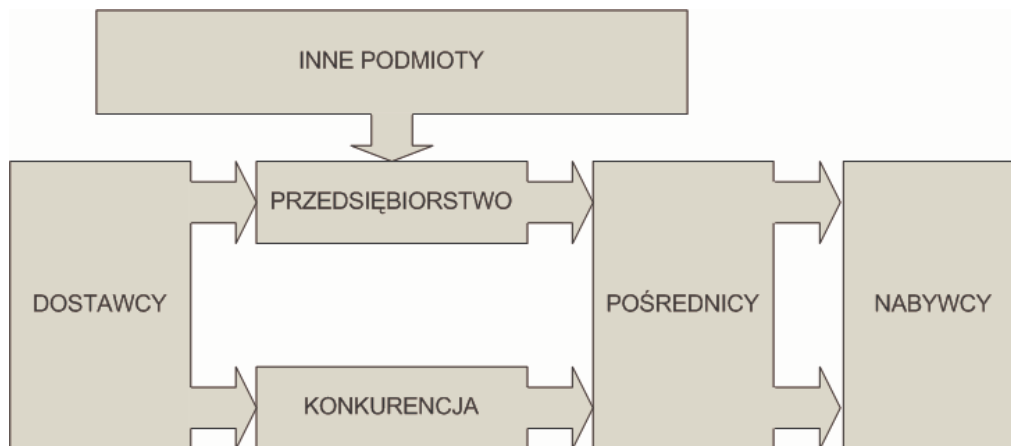 INNE PODMIOTY
PRZEDSIĘBIORSTWO
DOSTAWCY
POŚREDNICY
NABYWCY
KONKURENCJA